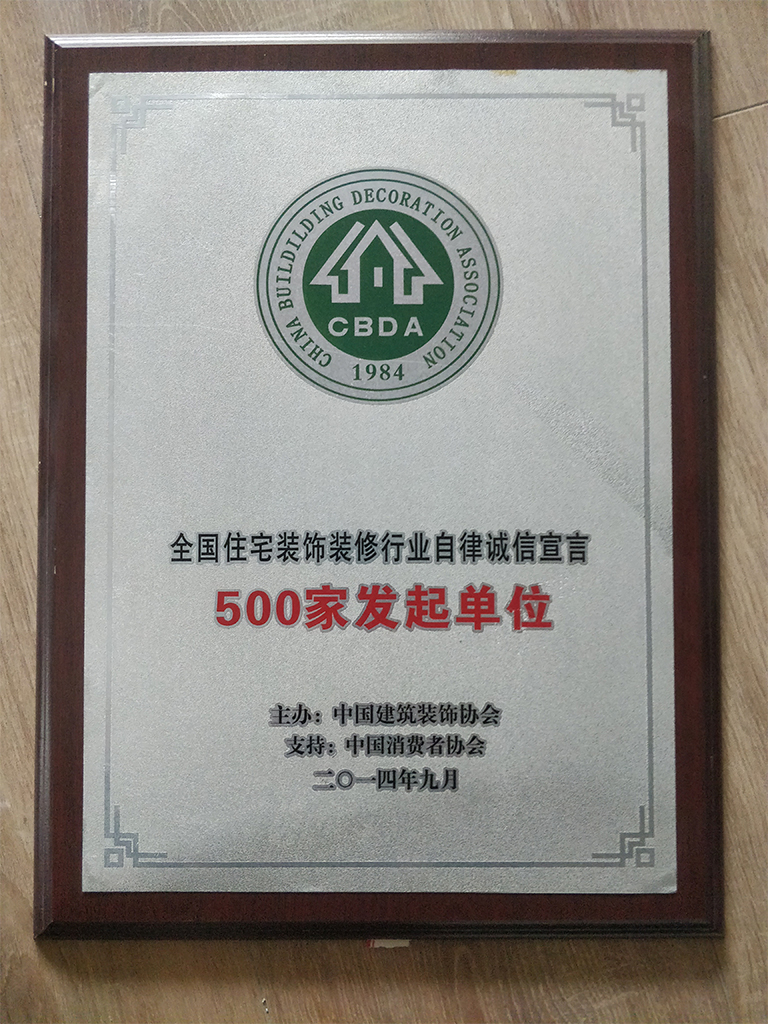 CHINA BUILDILDING DECORATION ASSOCIATION
CBDA
1984
全国住宅装饰装修行业自律诚信宣言
500家发起单位
主办：中国建筑装饰协会
支持：中国消费者协会
二〇一四年九月